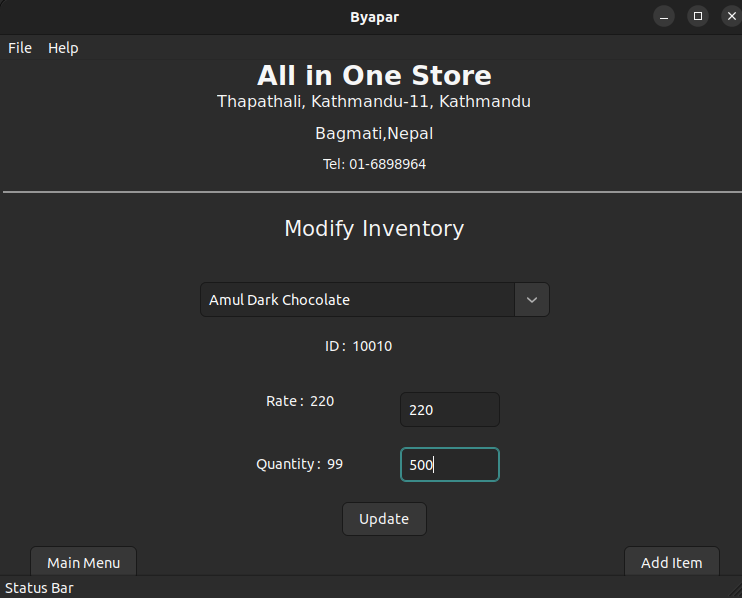 Byapar
File Help
All in One Store
Thapathali, Kathmandu-11, Kathmandu
Bagmati,Nepal
Tel: 01-6898964
Modify Inventory
Amul Dark Chocolate
ID : 10010
Rate : 220 220
Quantity : 99 500
Update
Main Menu Add Item
Status Bar